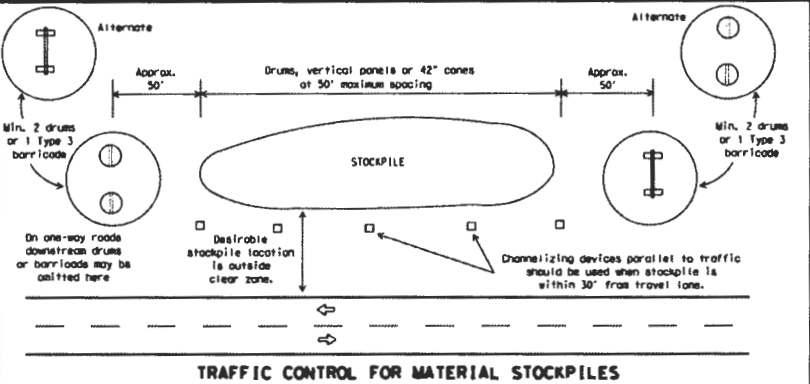 Alternate
Alternate
Approx.
50'
Drums, vertical panels or 42" cones
at 50' maximum spacing
Approx.
50'
Min. 2 drums
or 1 Type 3
barricade
STOCKPILE
Min. 2 drums
or 1 Type 3
barricade
On one-way roads
downstream drums
or barricads may be
omitted here
Desirable
stockpile location
is outside
clear zone.
Channelizing devices parallel to traffic
should be used when stockpile is
within 30' from travel lane.
TRAFFIC CONTROL FOR MATERIAL STOCKPILES